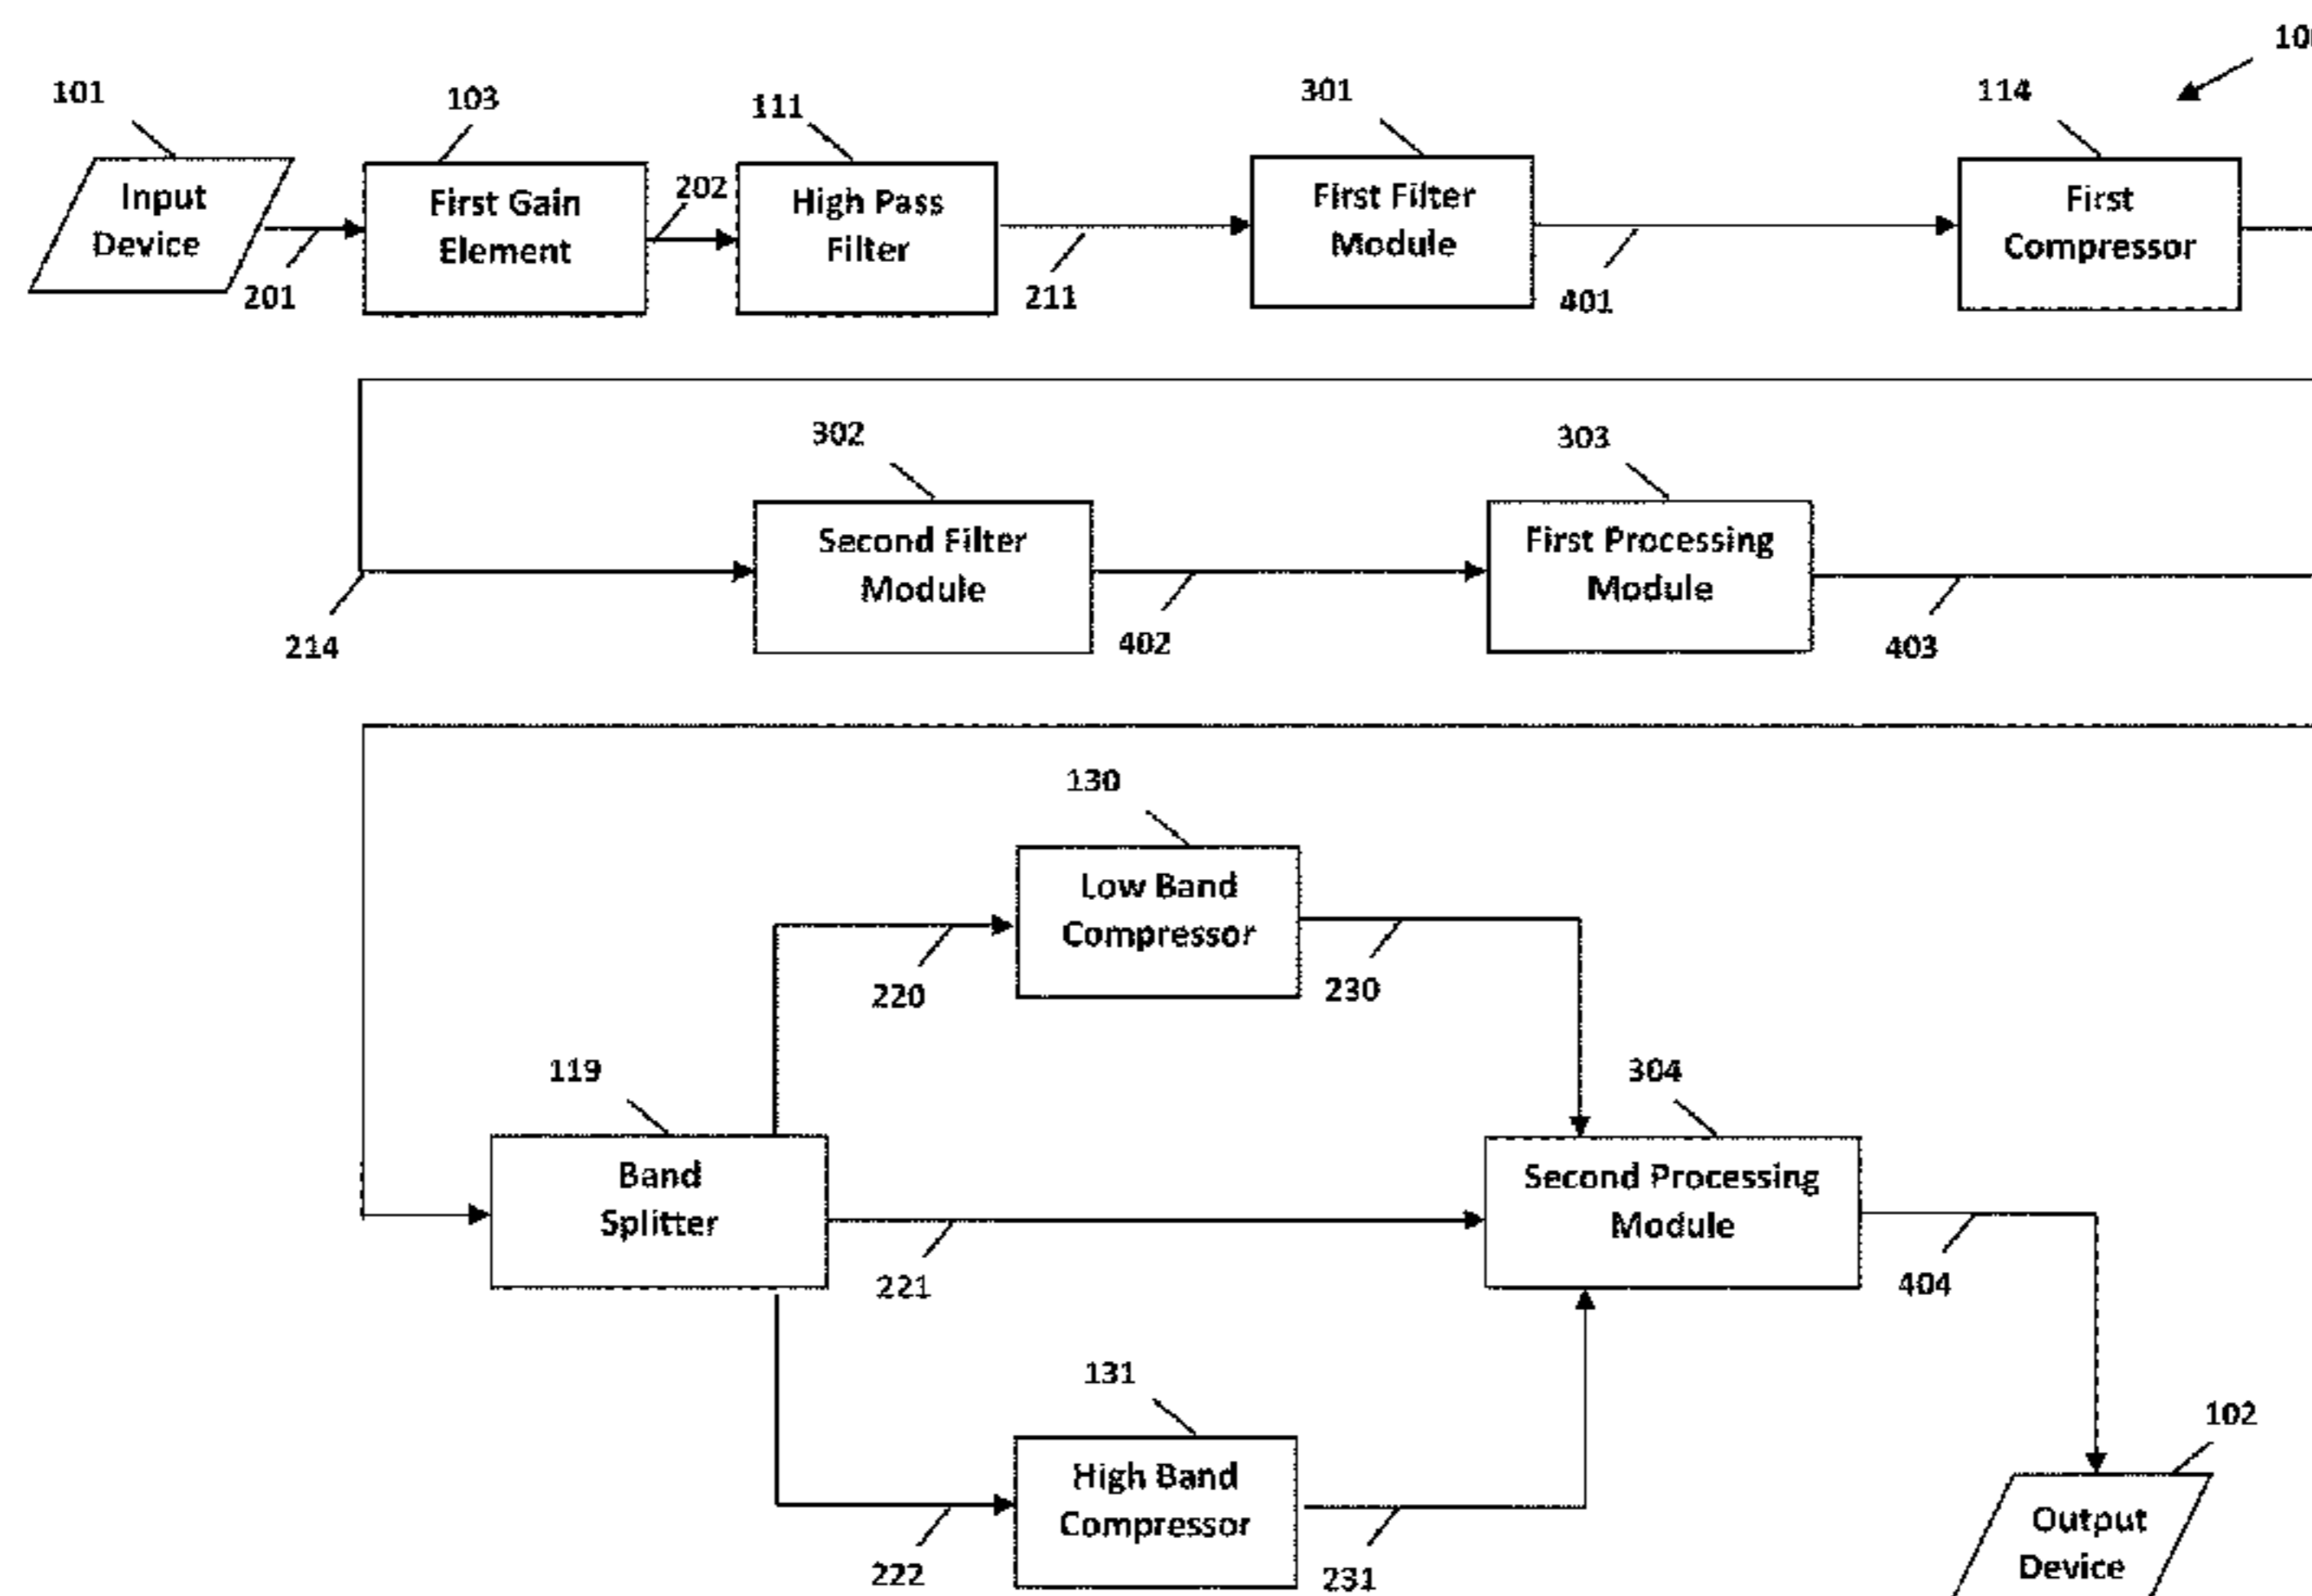 10
101
103
111
301
114
Input
Device
First Gain
Element
202
High Pass
Filter
First Filter
Module
First
Compressor
201
211
401
302
303
Second Filter
Module
First Processing
Module
214
402
403
130
Low Band
Compressor
220
230
119
304
Band
Splitter
Second Processing
Module
221
404
131
102
High Band
Compressor
Output
Device
222
231